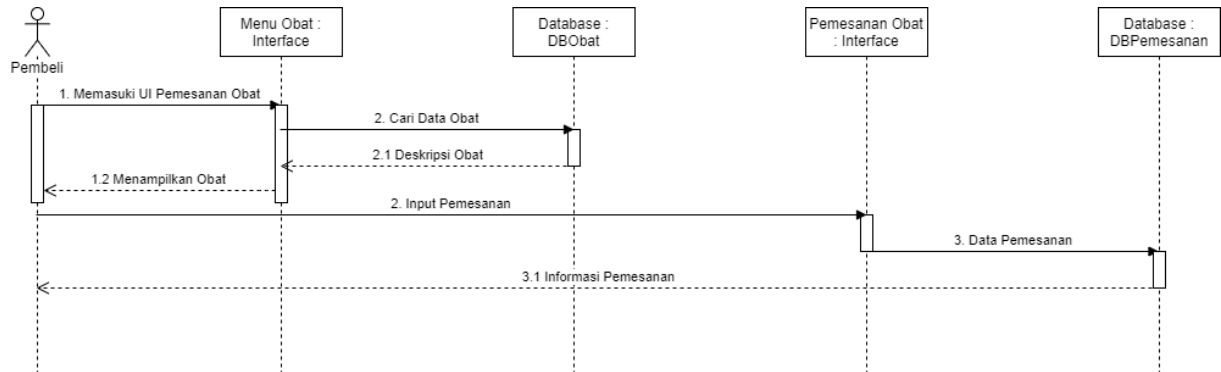 Pembeli
Menu Obat :
Interface
Database :
DBObat
Pemesanan Obat
: Interface
Database :
DBPemesanan
1. Memasuki UI Pemesanan Obat
2. Cari Data Obat
2.1 Deskripsi Obat
1.2 Menampilkan Obat
2. Input Pemesanan
3. Data Pemesanan
3.1 Informasi Pemesanan